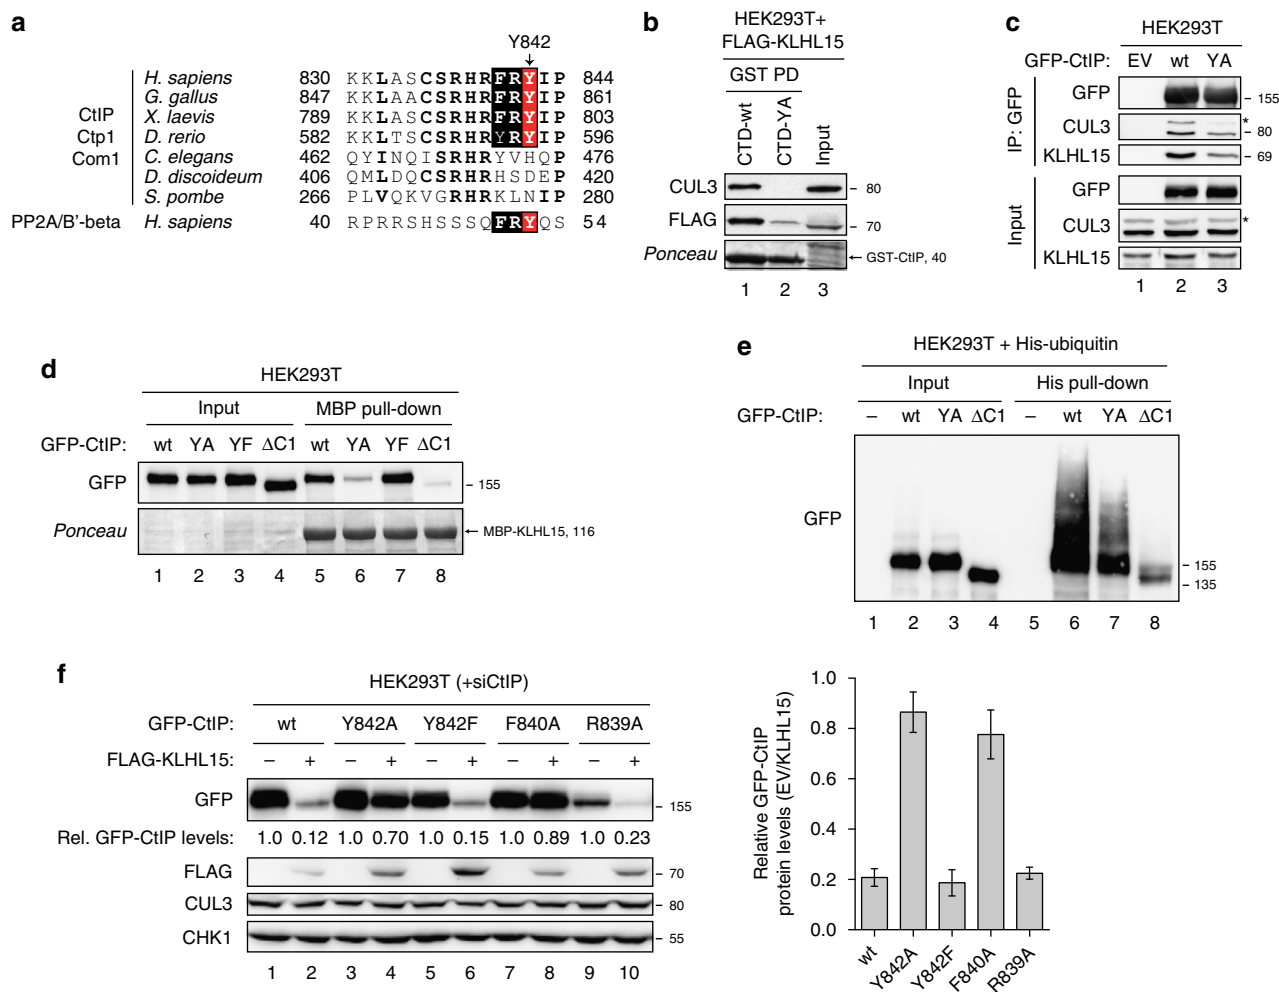 a
Y842
CtIP
Ctp1
Com1
H. sapiens 830 KKLASCSRHRFRYIP 844
G. gallus 847 KKLAACSRHRFRYIP 861
X. laevis 789 KKLAACSRHRFRYIP 803
D. rerio 582 KKLTSCSRHRYRYIP 596
C. elegans 462 QYINQISRHRYVHQP 476
D. discoideum 406 QMLDQCSRHRHSDEP 420
S. pombe 266 PLVQKVGRHRKLNIP 280
PP2A/B'-beta H. sapiens 40 RPRRSHSSSQFRYQS 54
b
HEK293T+
FLAG-KLHL15
GST PD
CTD-wt CTD-YA Input
CUL3 80
FLAG 70
Ponceau GST-CtIP, 40
1 2 3
c
HEK293T
GFP-CtIP: EV wt YA
IP: GFP
GFP 155
CUL3 * 80
KLHL15 69
Input
GFP
CUL3 *
KLHL15
1 2 3
d
HEK293T
Input MBP pull-down
GFP-CtIP: wt YA YF ΔC1 wt YA YF ΔC1
GFP 155
Ponceau MBP-KLHL15, 116
1 2 3 4 5 6 7 8
e
HEK293T + His-ubiquitin
Input His pull-down
GFP-CtIP: – wt YA ΔC1 – wt YA ΔC1
GFP
155
135
1 2 3 4 5 6 7 8
f
HEK293T (+siCtIP)
GFP-CtIP: wt Y842A Y842F F840A R839A
FLAG-KLHL15: – + – + – + – + – +
GFP 155
Rel. GFP-CtIP levels: 1.0 0.12 1.0 0.70 1.0 0.15 1.0 0.89 1.0 0.23
FLAG 70
CUL3 80
CHK1 55
1 2 3 4 5 6 7 8 9 10
Relative GFP-CtIP
protein levels (EV/KLHL15)
1.0
0.8
0.6
0.4
0.2
0.0
wt Y842A Y842F F840A R839A